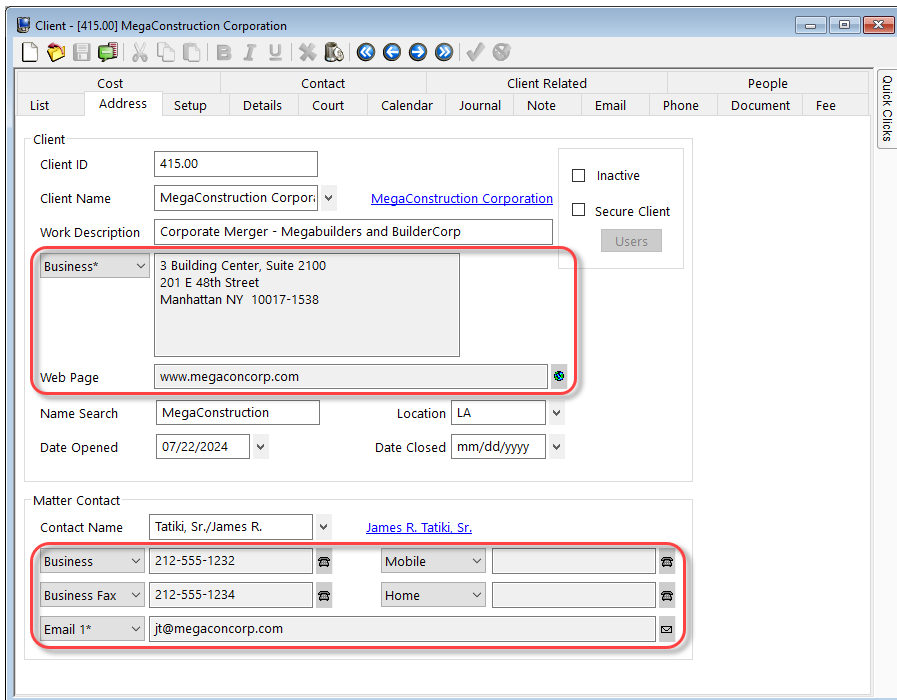 Client - [415.00] MegaConstruction Corporation
B I U
Cost Contact Client Related People
List Address Setup Details Court Calendar Journal Note Email Phone Document Fee
Quick Clicks
Client
Client ID 415.00
Inactive
Client Name MegaConstruction Corpora MegaConstruction Corporation
Secure Client
Work Description Corporate Merger - Megabuilders and BuilderCorp
Users
Business* 3 Building Center, Suite 2100
201 E 48th Street
Manhattan NY 10017-1538
Web Page www.megaconcorp.com
Name Search MegaConstruction Location LA
Date Opened 07/22/2024 Date Closed mm/dd/yyyy
Matter Contact
Contact Name Tatiki, Sr./James R. James R. Tatiki, Sr.
Business 212-555-1232 Mobile
Business Fax 212-555-1234 Home
Email 1* jt@megaconcorp.com